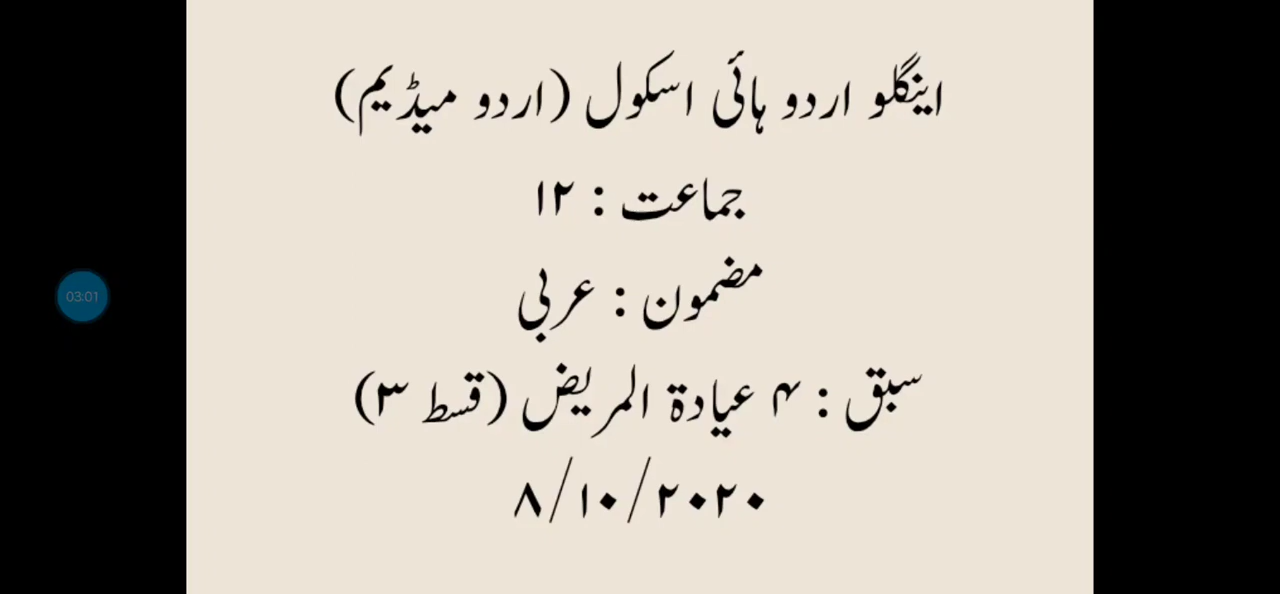 اینگلو اردو ہائی اسکول (اردو میڈیم)
جماعت : ۱۲
مضمون : عربی
سبق : ۴ عیادۃ المریض (قسط ۳)
۸/۱۰/۲۰۲۰
03:01